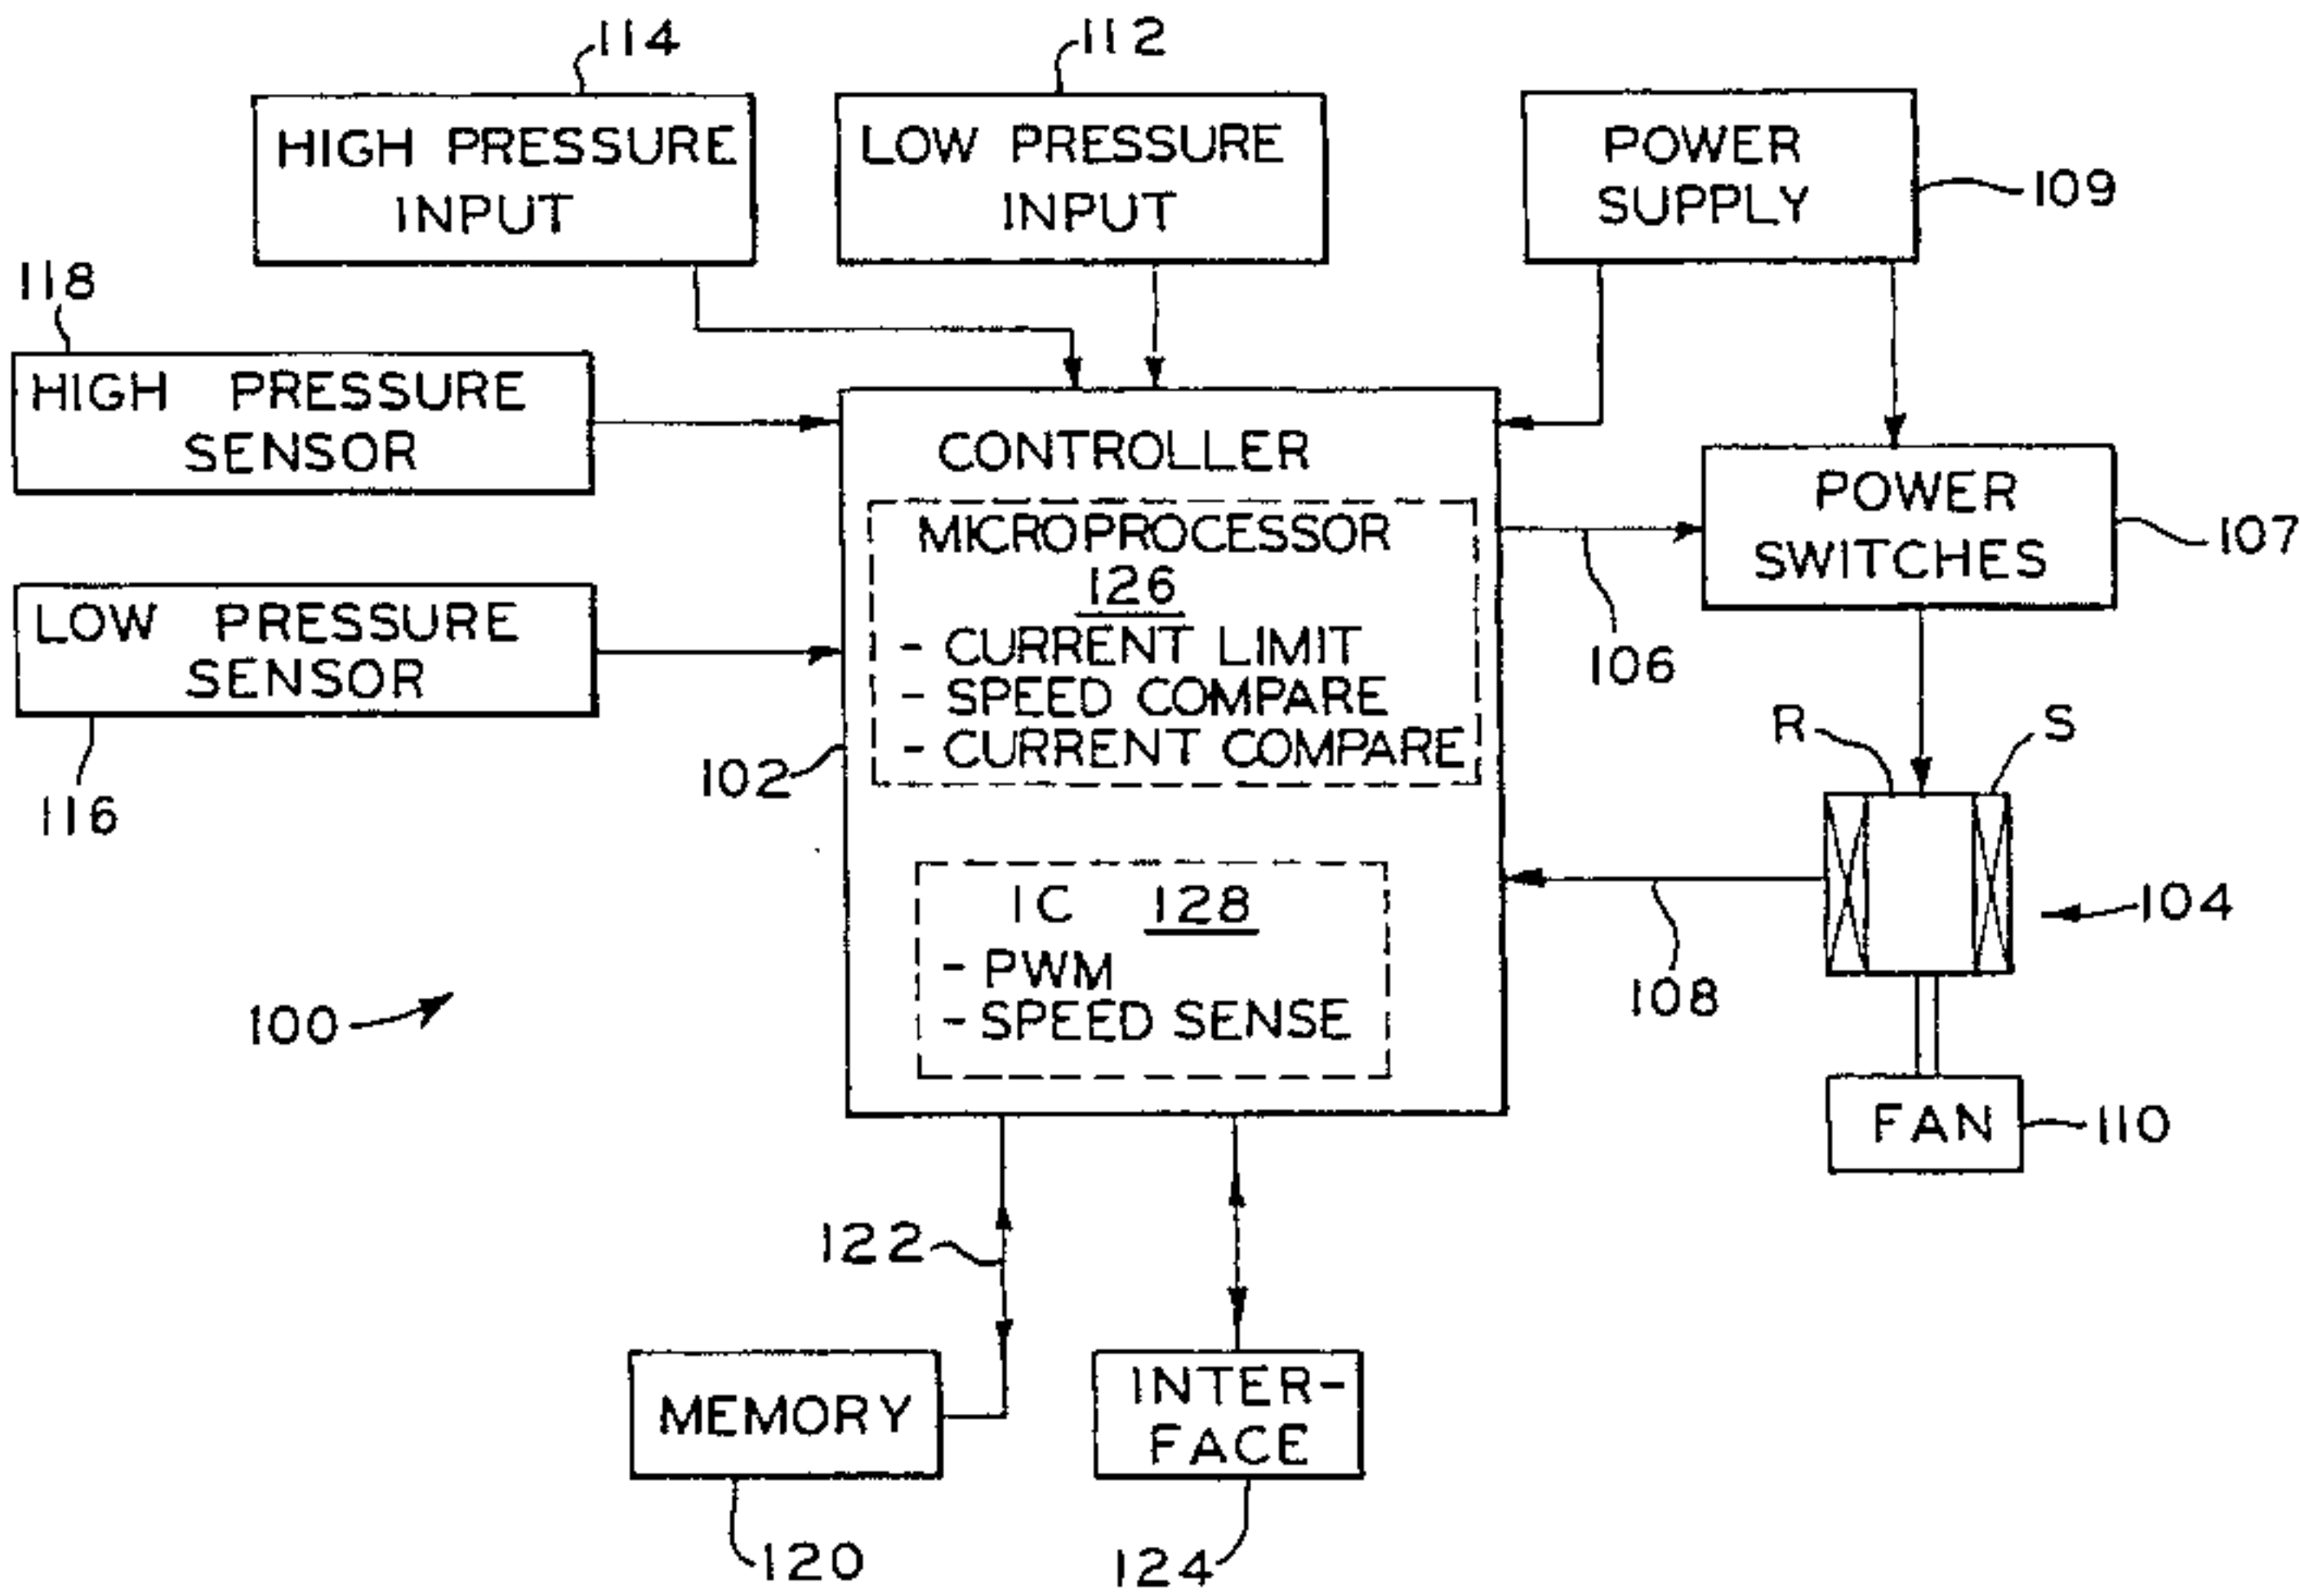 114
112
HIGH PRESSURE
INPUT
LOW PRESSURE
INPUT
POWER
SUPPLY
109
118
HIGH PRESSURE
SENSOR
CONTROLLER
MICROPROCESSOR
126
- CURRENT LIMIT
- SPEED COMPARE
- CURRENT COMPARE
POWER
SWITCHES
107
106
LOW PRESSURE
SENSOR
116
102
R
S
IC 128
- PWM
- SPEED SENSE
104
108
100
FAN
110
122
MEMORY
INTER-
FACE
120
124